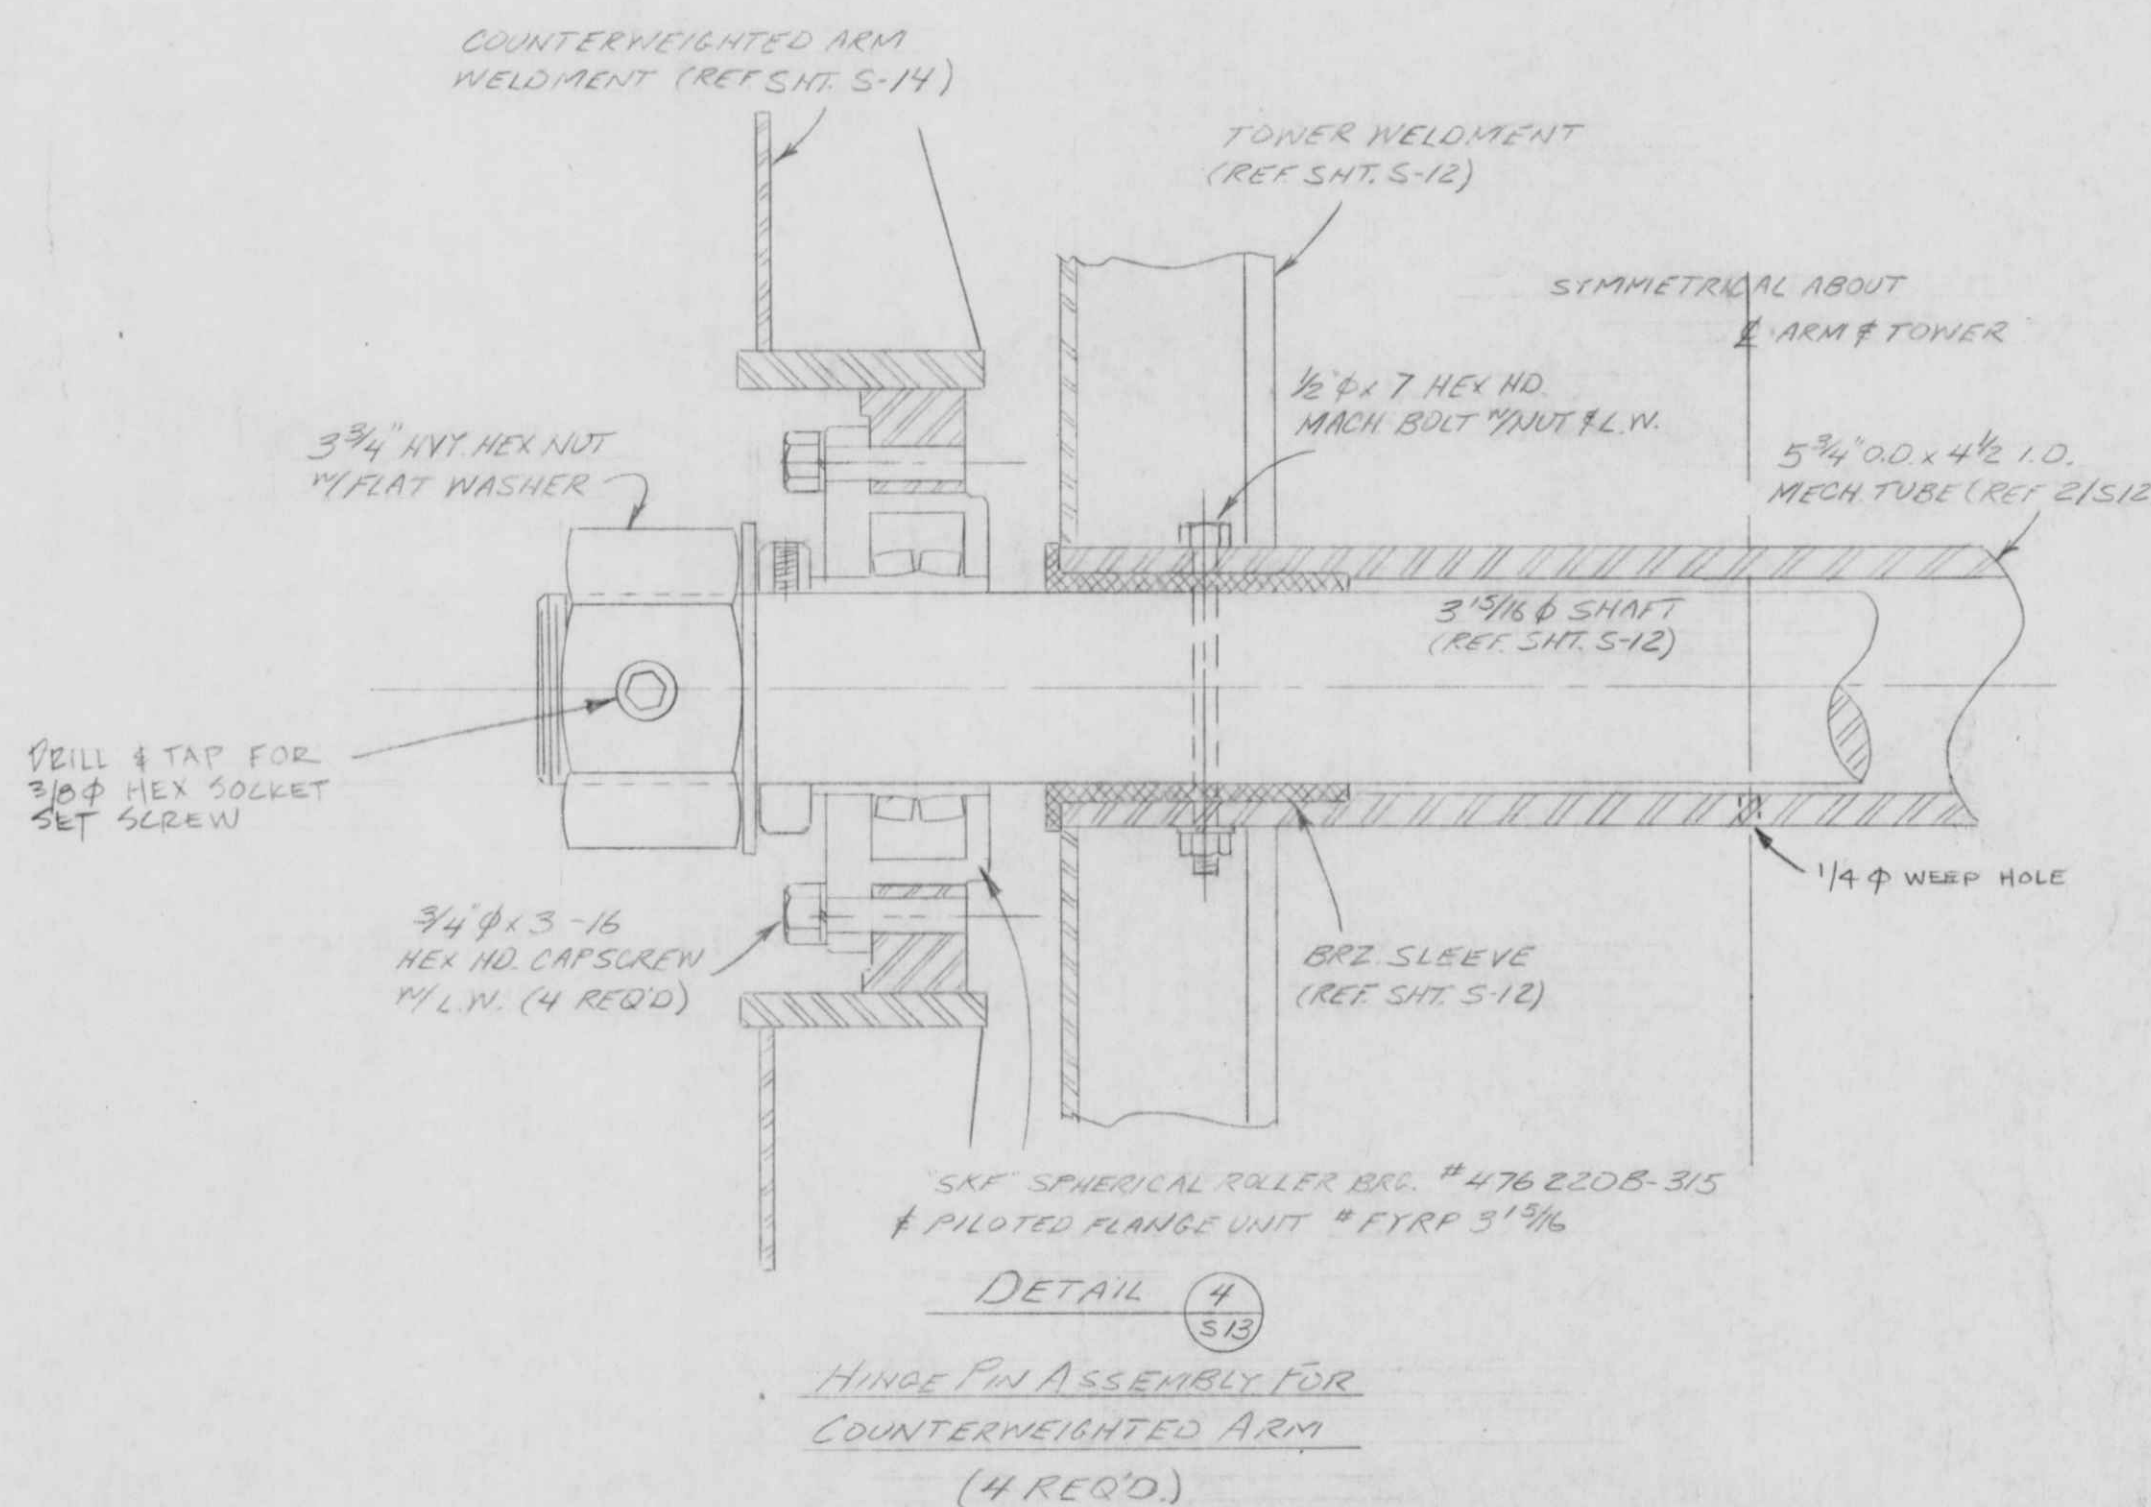 COUNTERWEIGHTED ARM
WELDMENT (REF SHT. S-14)
TOWER WELDMENT
(REF. SHT. S-12)
SYMMETRICAL ABOUT
℄ ARM & TOWER
1/2"φ x 7 HEX HD.
MACH. BOLT W/NUT & L.W.
3 3/4" HVY. HEX NUT
W/FLAT WASHER
5 3/4" O.D. x 4 1/2 I.D.
MECH. TUBE (REF 2/S12
3 15/16 φ SHAFT
(REF. SHT. S-12)
DRILL & TAP FOR
3/8 φ HEX SOCKET
SET SCREW
1/4 φ WEEP HOLE
3/4" φ x 3 -16
HEX HD. CAPSCREW
W/ L.W. (4 REQ'D)
BRZ. SLEEVE
(REF. SHT. S-12)
"SKF" SPHERICAL ROLLER BRG. # 476 220B-315
& PILOTED FLANGE UNIT # FYRP 3 15/16
DETAIL 4
S13
HINGE PIN ASSEMBLY FOR
COUNTERWEIGHTED ARM
(4 REQ'D.)